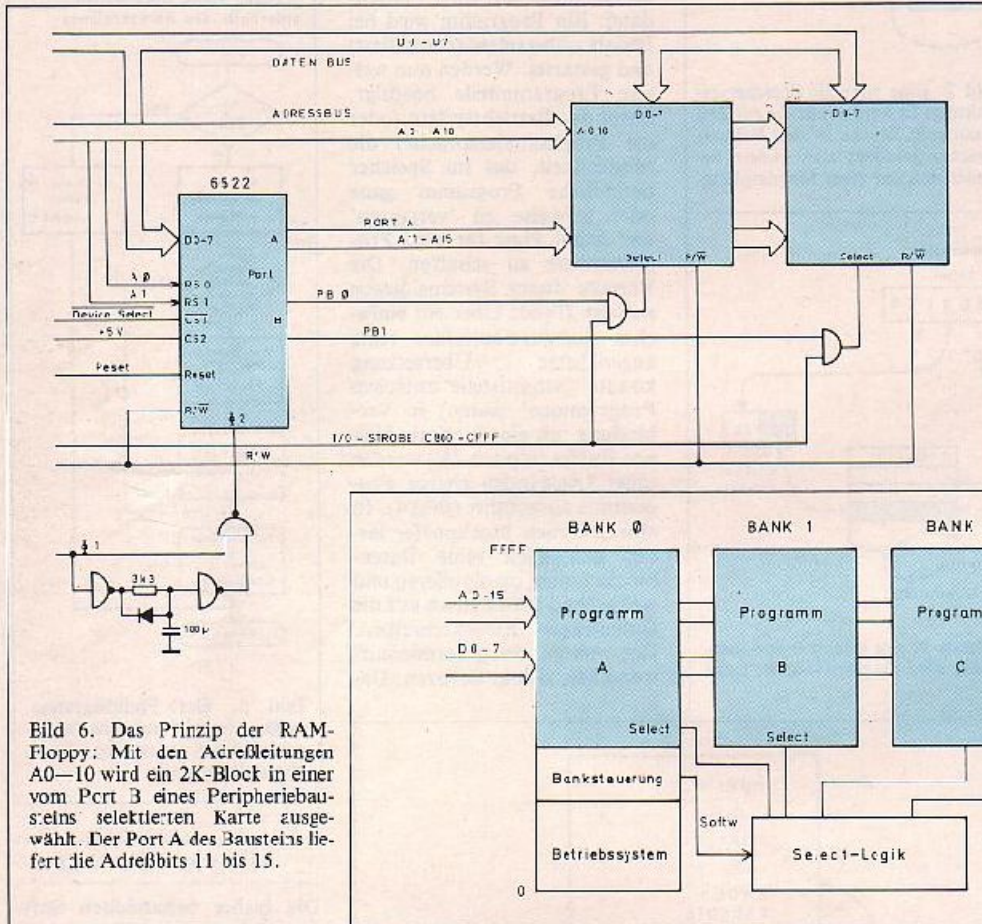 DATEN BUS
ADRESSBUS
A0 - A10
6522
D0-7
A
Port
B
A0
A1
RS0
RS1
Device Select
CS1
+5V
CS2
Reset
Reset
R/W
φ2
PORT A
A11 - A15
PB0
PB1
A0-10
D0-7
Select
R/W
D0-7
Select
R/W
I/O - STROBE C800 - CFFF
R/W
φ1
3k3
100µ
BANK 0
BANK 1
BANK
FFFF
A0-15
D0-7
Programm
A
Select
Programm
B
Select
Program
C
Banksteuerung
Betriebssystem
0
Softw
Select-Logik
Bild 6. Das Prinzip der RAM-
Floppy: Mit den Adreßleitungen
A0—10 wird ein 2K-Block in einer
vom Port B eines Peripheriebau-
steins selektierten Karte ausge-
wählt. Der Port A des Bausteins lie-
fert die Adreßbits 11 bis 15.